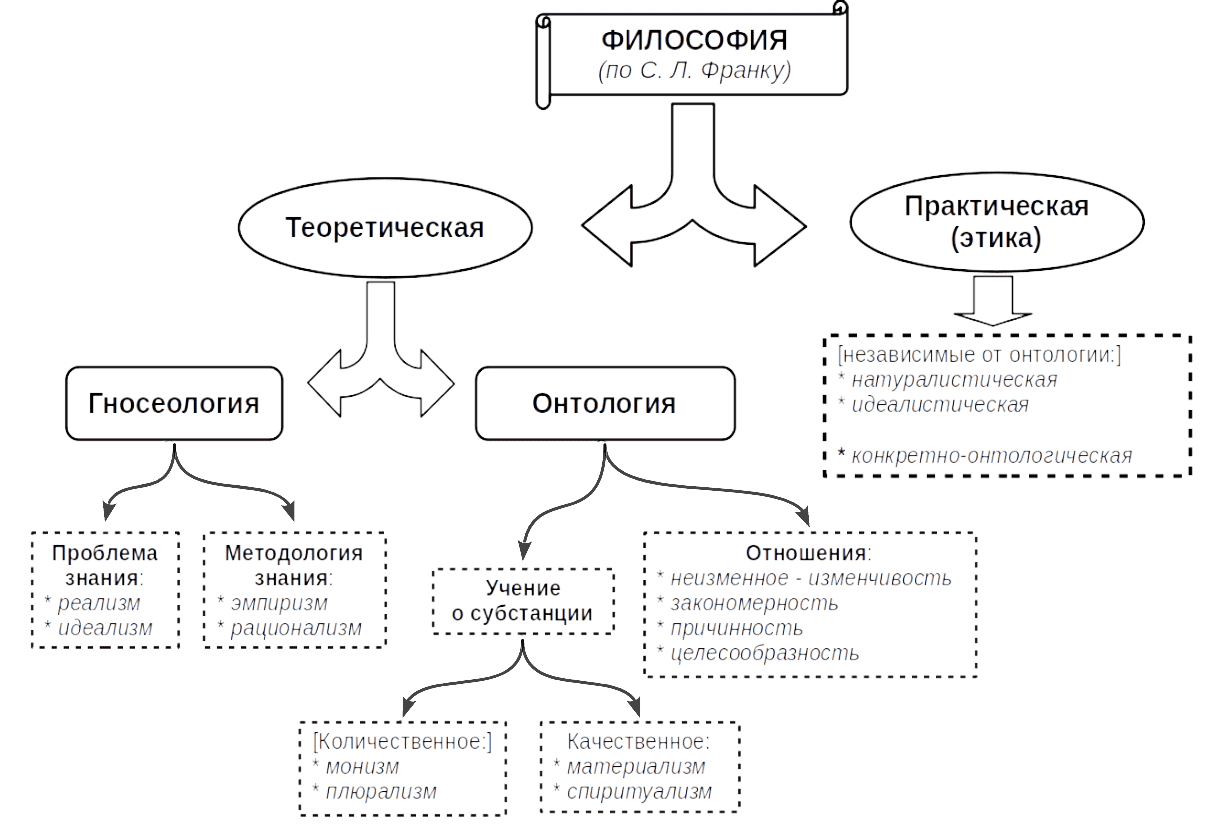 ФИЛОСОФИЯ
(по С. Л. Франку)
Теоретическая
Практическая
(этика)
[независимые от онтологии:]
* натуралистическая
* идеалистическая
* конкретно-онтологическая
Гносеология
Онтология
Проблема
знания:
* реализм
* идеализм
Методология
знания:
* эмпиризм
* рационализм
Учение
о субстанции
Отношения:
* неизменное - изменчивость
* закономерность
* причинность
* целесообразность
[Количественное:]
* монизм
* плюрализм
Качественное:
* материализм
* спиритуализм